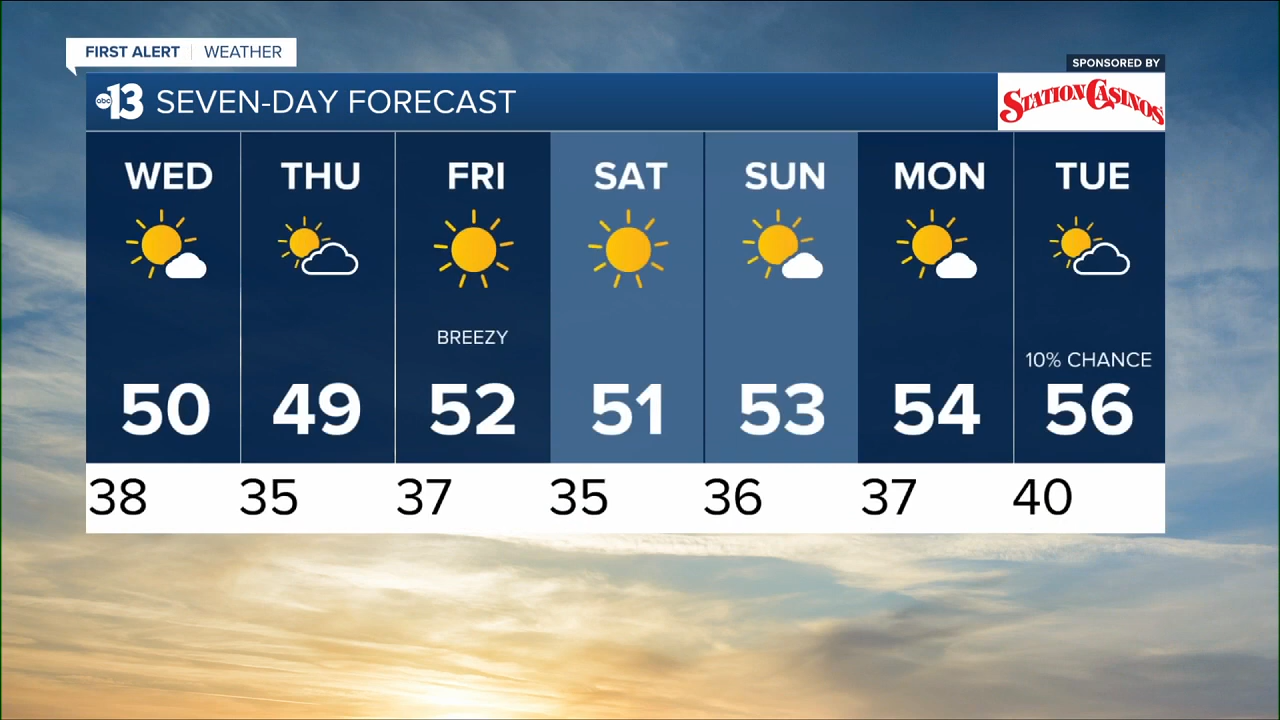 FIRST ALERT | WEATHER
SPONSORED BY
abc 13 SEVEN-DAY FORECAST
STATION CASINOS
WED THU FRI SAT SUN MON TUE
BREEZY
10% CHANCE
50 49 52 51 53 54 56
38 35 37 35 36 37 40